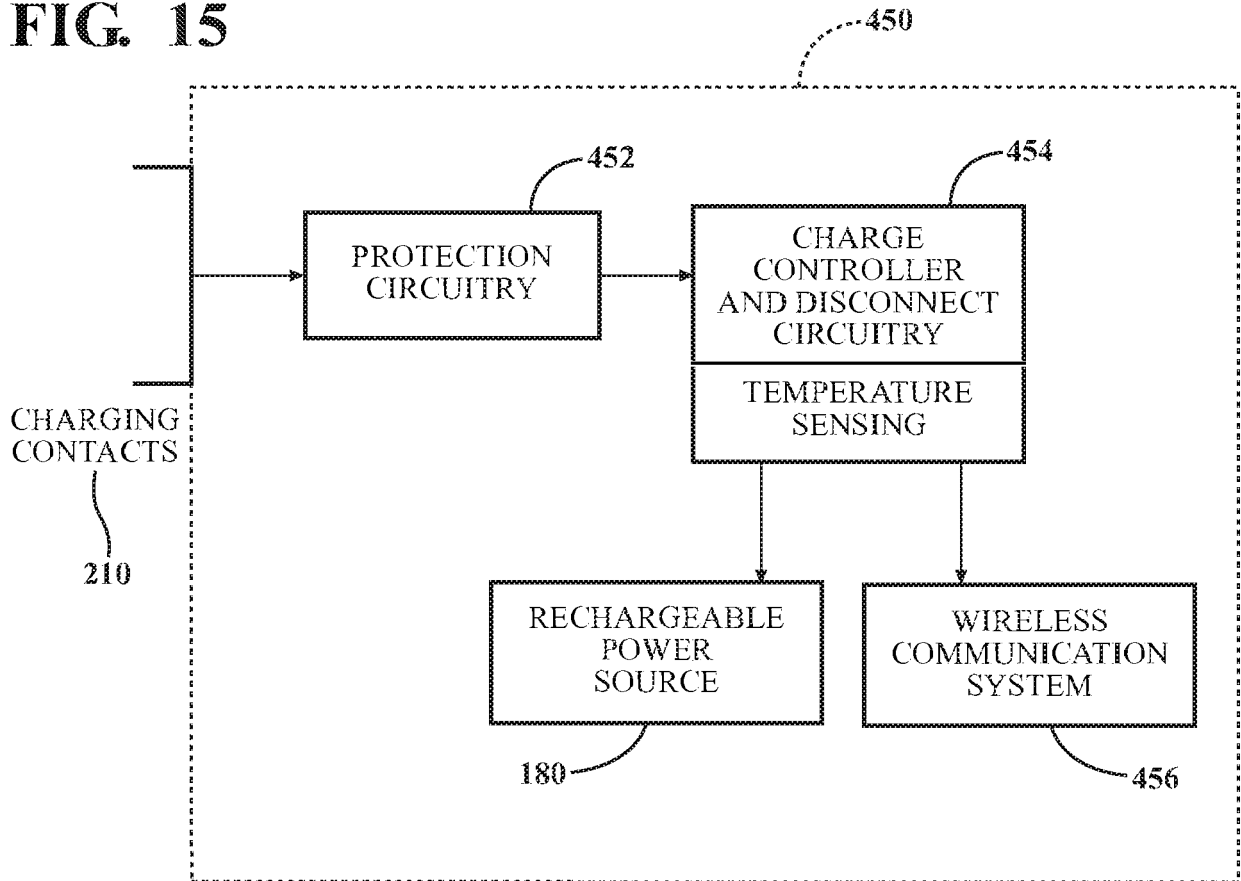 FIG. 15
450
452
454
PROTECTION
CIRCUITRY
CHARGE
CONTROLLER
AND DISCONNECT
CIRCUITRY
TEMPERATURE
SENSING
CHARGING
CONTACTS
210
RECHARGEABLE
POWER
SOURCE
WIRELESS
COMMUNICATION
SYSTEM
180
456